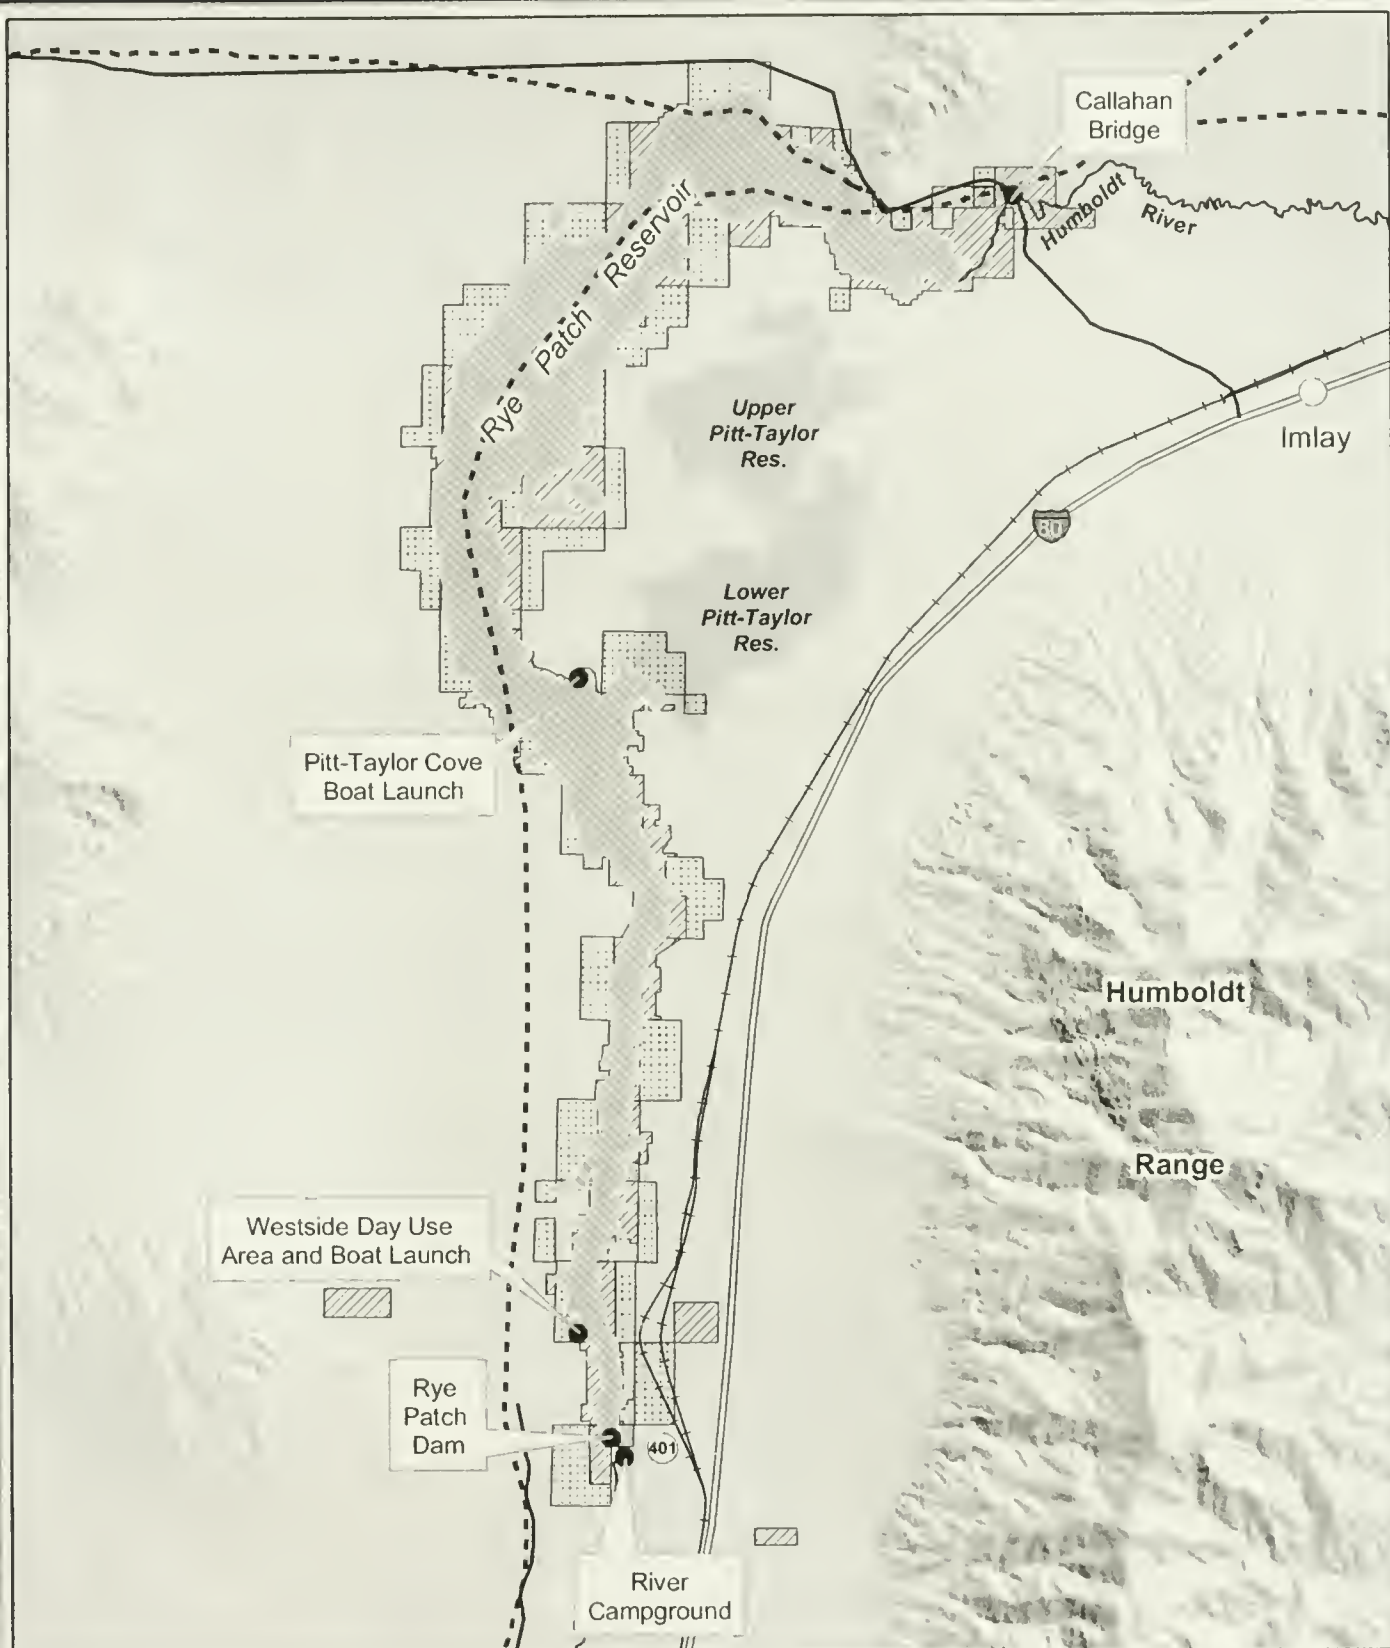 Callahan
Bridge
Humboldt
River
Rye Patch Reservoir
Upper
Pitt-Taylor
Res.
Imlay
80
Lower
Pitt-Taylor
Res.
Pitt-Taylor Cove
Boat Launch
Humboldt
Range
Westside Day Use
Area and Boat Launch
Rye
Patch
Dam
401
River
Campground